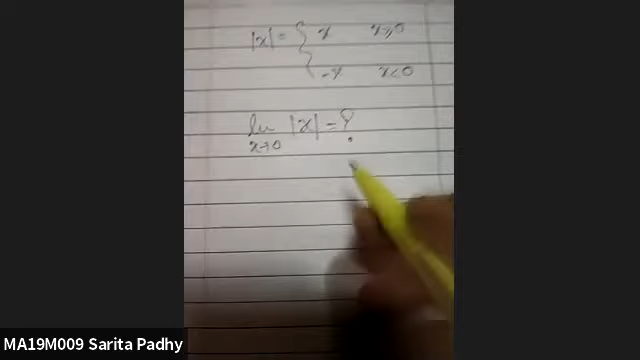 |x| = { x x≥0
-x x<0
lim |x| = ?
x→0
MA19M009 Sarita Padhy